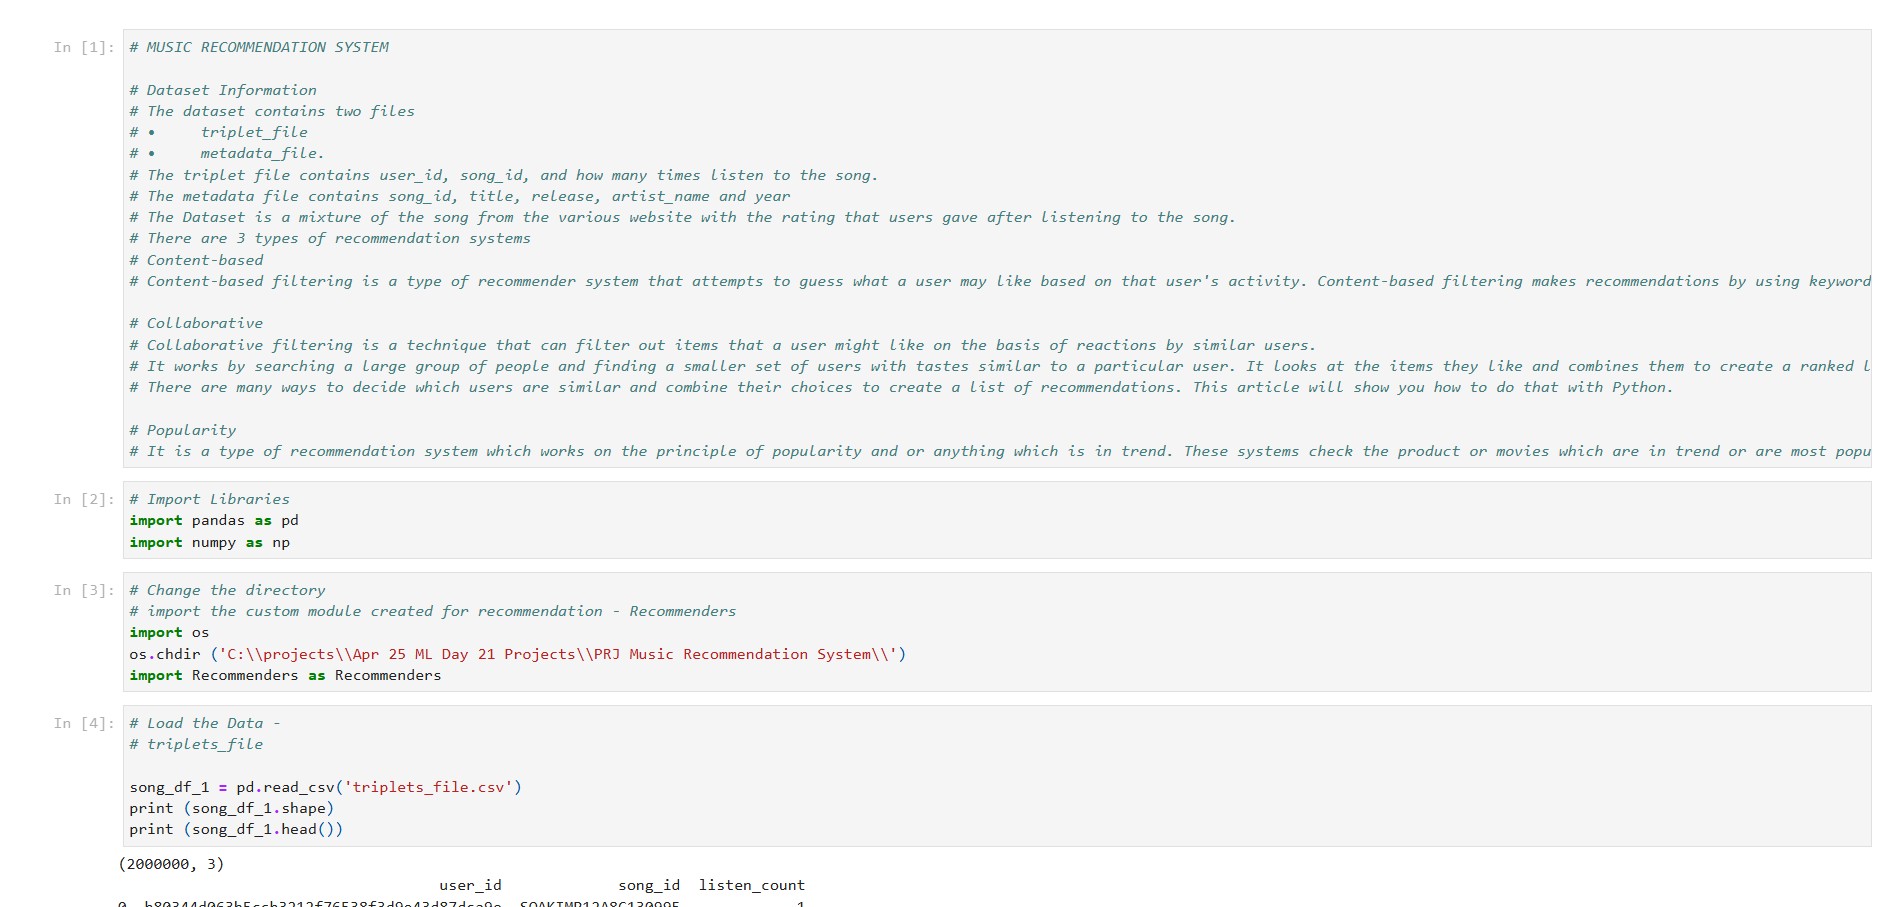 In [1]: # MUSIC RECOMMENDATION SYSTEM
# Dataset Information
# The dataset contains two files
# •     triplet_file
# •     metadata_file.
# The triplet file contains user_id, song_id, and how many times listen to the song.
# The metadata file contains song_id, title, release, artist_name and year
# The Dataset is a mixture of the song from the various website with the rating that users gave after listening to the song.
# There are 3 types of recommendation systems
# Content-based
# Content-based filtering is a type of recommender system that attempts to guess what a user may like based on that user's activity. Content-based filtering makes recommendations by using keyword
# Collaborative
# Collaborative filtering is a technique that can filter out items that a user might like on the basis of reactions by similar users.
# It works by searching a large group of people and finding a smaller set of users with tastes similar to a particular user. It looks at the items they like and combines them to create a ranked l
# There are many ways to decide which users are similar and combine their choices to create a list of recommendations. This article will show you how to do that with Python.
# Popularity
# It is a type of recommendation system which works on the principle of popularity and or anything which is in trend. These systems check the product or movies which are in trend or are most popu
In [2]: # Import Libraries
import pandas as pd
import numpy as np
In [3]: # Change the directory
# import the custom module created for recommendation - Recommenders
import os
os.chdir ('C:\\projects\\Apr 25 ML Day 21 Projects\\PRJ Music Recommendation System\\')
import Recommenders as Recommenders
In [4]: # Load the Data -
# triplets_file
song_df_1 = pd.read_csv('triplets_file.csv')
print (song_df_1.shape)
print (song_df_1.head())
(2000000, 3)
user_id song_id listen_count